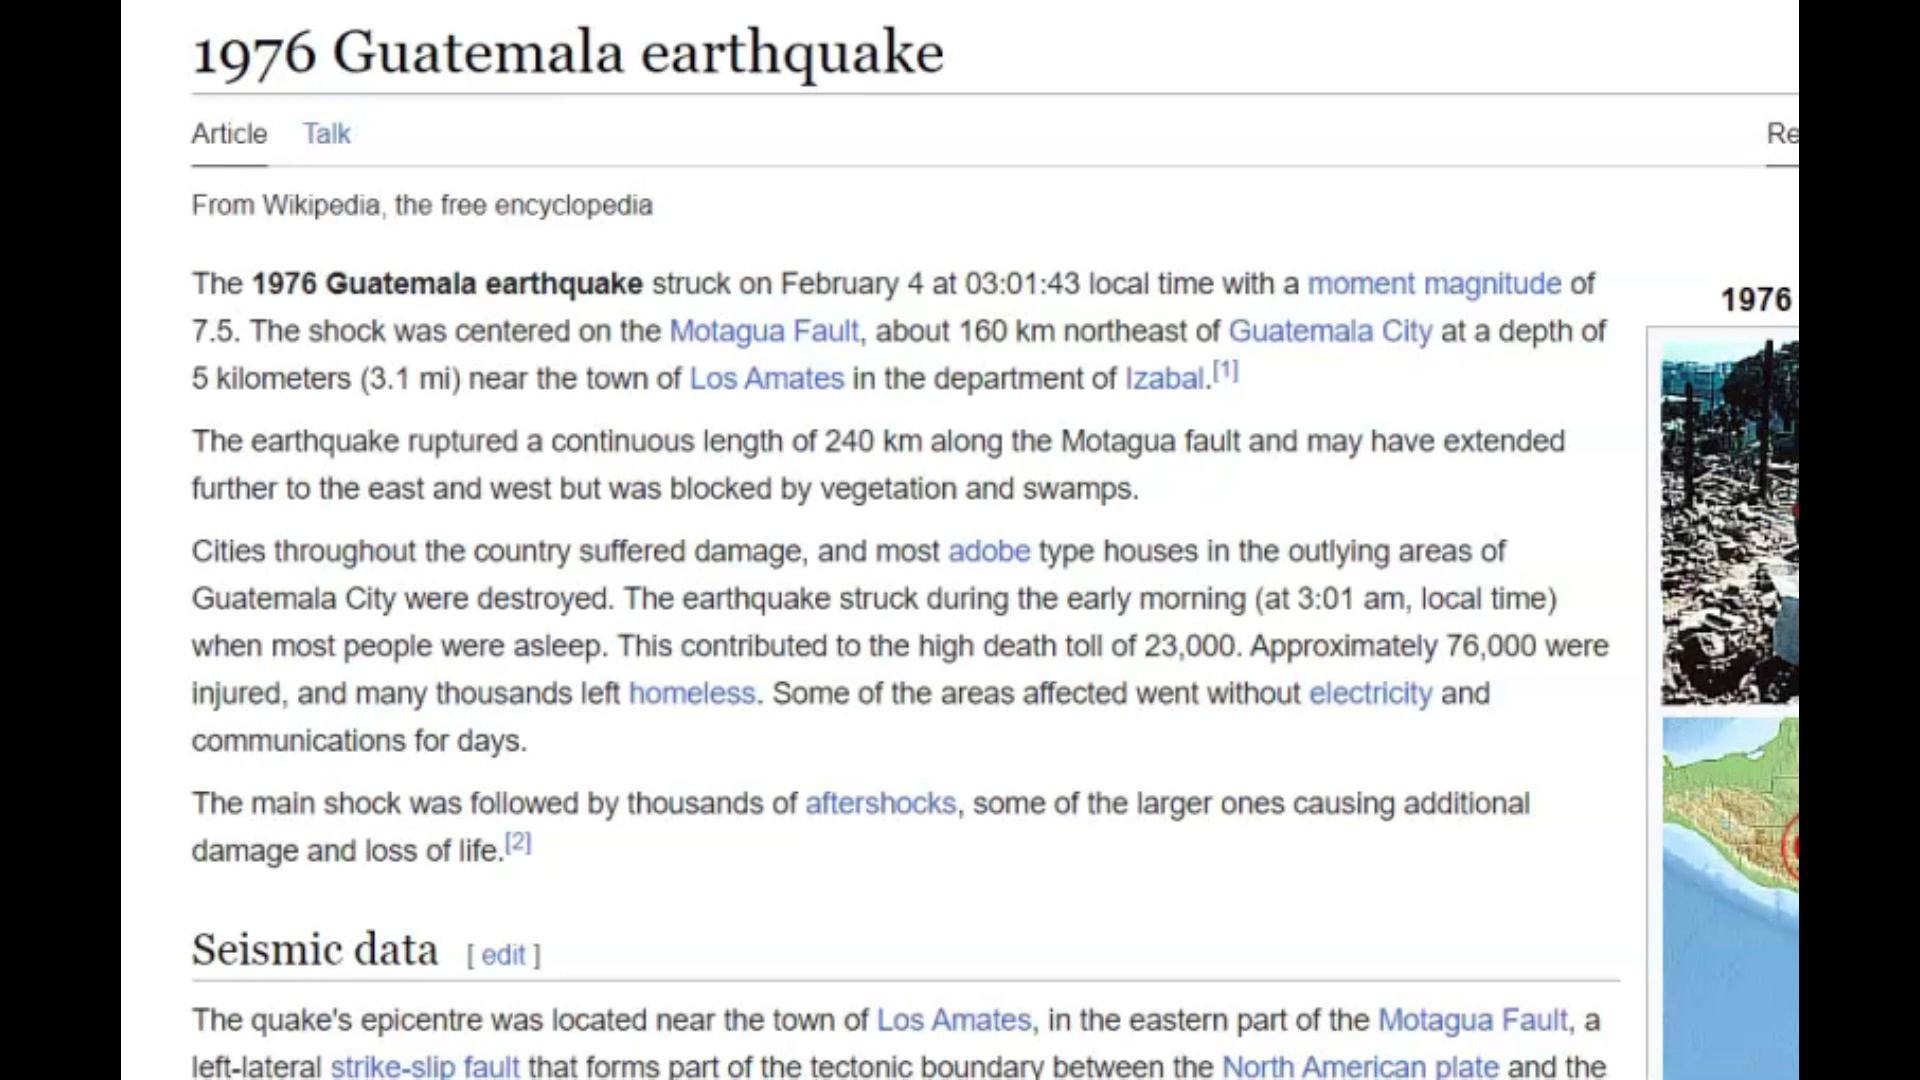 1976 Guatemala earthquake
Article Talk Re
From Wikipedia, the free encyclopedia
The 1976 Guatemala earthquake struck on February 4 at 03:01:43 local time with a moment magnitude of
7.5. The shock was centered on the Motagua Fault, about 160 km northeast of Guatemala City at a depth of
5 kilometers (3.1 mi) near the town of Los Amates in the department of Izabal.[1]
1976
The earthquake ruptured a continuous length of 240 km along the Motagua fault and may have extended
further to the east and west but was blocked by vegetation and swamps.
Cities throughout the country suffered damage, and most adobe type houses in the outlying areas of
Guatemala City were destroyed. The earthquake struck during the early morning (at 3:01 am, local time)
when most people were asleep. This contributed to the high death toll of 23,000. Approximately 76,000 were
injured, and many thousands left homeless. Some of the areas affected went without electricity and
communications for days.
The main shock was followed by thousands of aftershocks, some of the larger ones causing additional
damage and loss of life.[2]
Seismic data [ edit ]
The quake's epicentre was located near the town of Los Amates, in the eastern part of the Motagua Fault, a
left-lateral strike-slip fault that forms part of the tectonic boundary between the North American plate and the